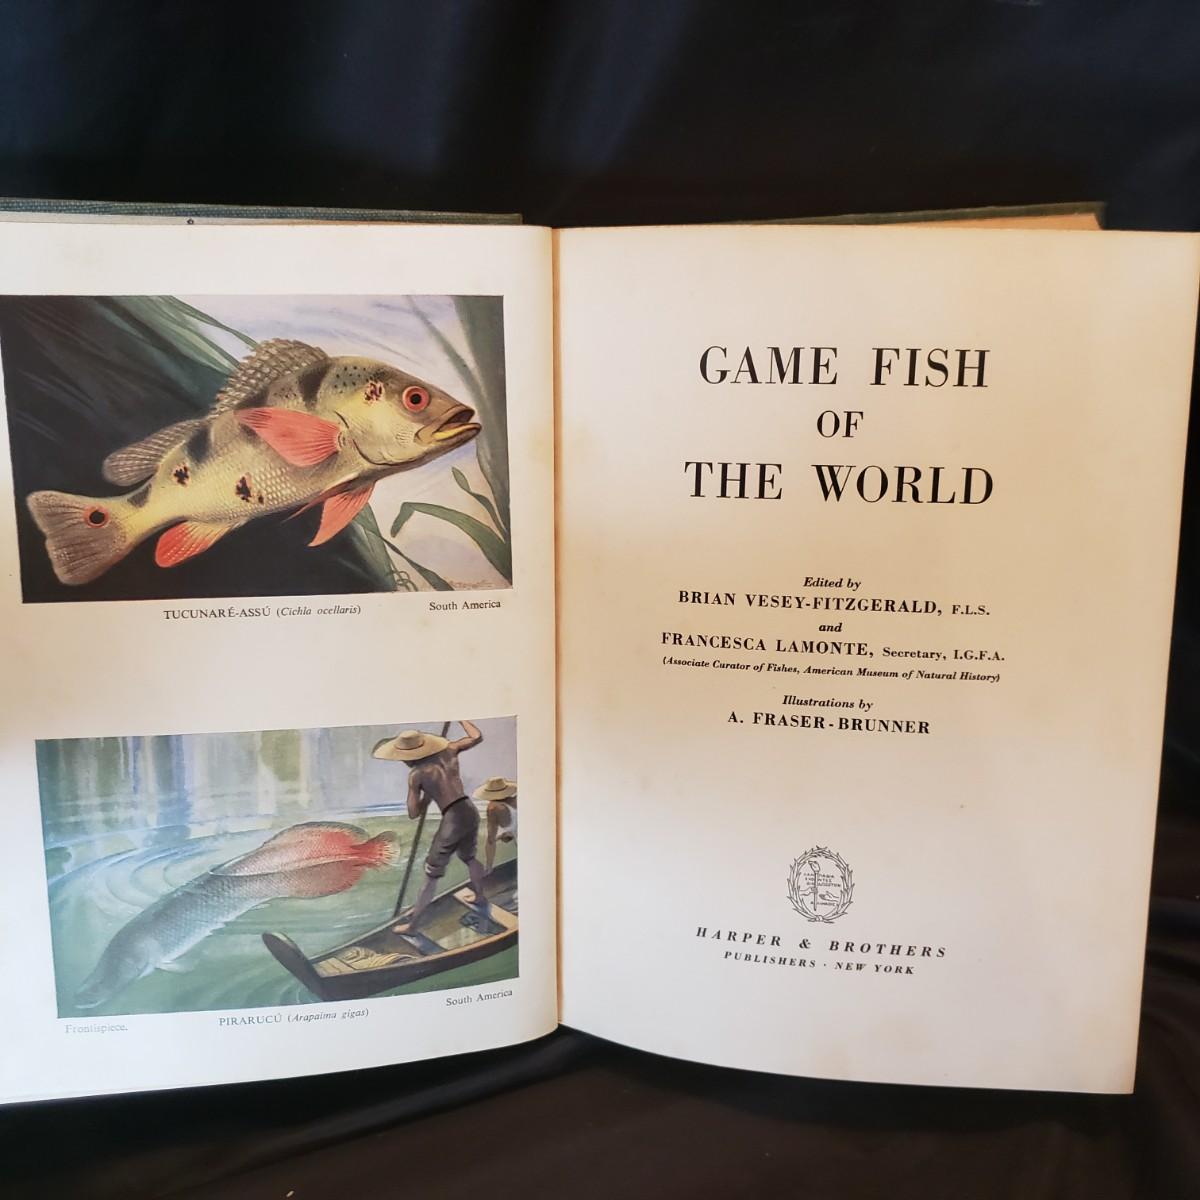 TUCUNARÉ-ASSÚ (Cichla ocellaris) South America
Frontispiece. PIRARUCÚ (Arapaima gigas) South America
GAME FISH
OF
THE WORLD
Edited by
BRIAN VESEY-FITZGERALD, F.L.S.
and
FRANCESCA LAMONTE, Secretary, I.G.F.A.
(Associate Curator of Fishes, American Museum of Natural History)
Illustrations by
A. FRASER-BRUNNER
HARPER & BROTHERS
PUBLISHERS · NEW YORK